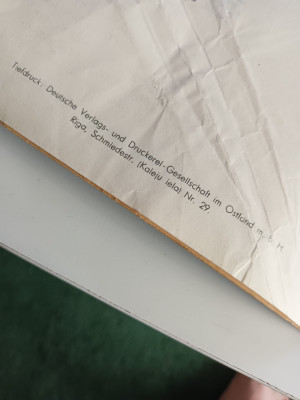 Tiefdruck: Deutsche Verlags- und Druckerei-Gesellschaft im Ostland m. b. H.
Riga, Schmiedestr. (Kaleju iela) Nr. 29.